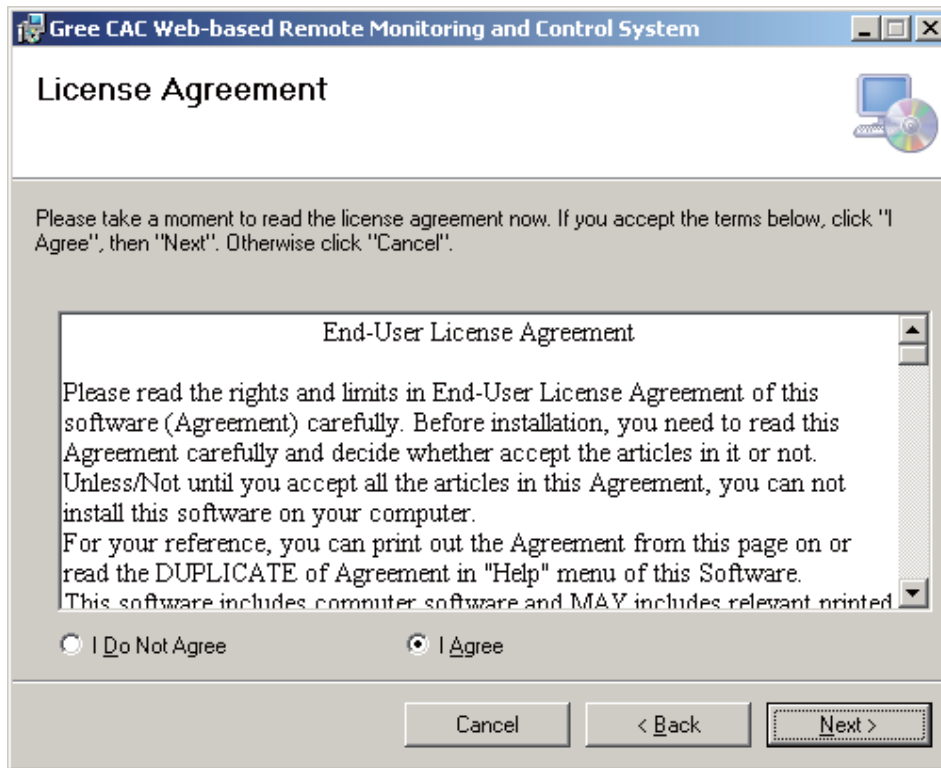 Gree CAC Web-based Remote Monitoring and Control System
License Agreement
Please take a moment to read the license agreement now. If you accept the terms below, click "I
Agree", then "Next". Otherwise click "Cancel".
End-User License Agreement
Please read the rights and limits in End-User License Agreement of this
software (Agreement) carefully. Before installation, you need to read this
Agreement carefully and decide whether accept the articles in it or not.
Unless/Not until you accept all the articles in this Agreement, you can not
install this software on your computer.
For your reference, you can print out the Agreement from this page on or
read the DUPLICATE of Agreement in "Help" menu of this Software.
This software includes computer software and MAY includes relevant printed
I Do Not Agree
I Agree
Cancel
< Back
Next >